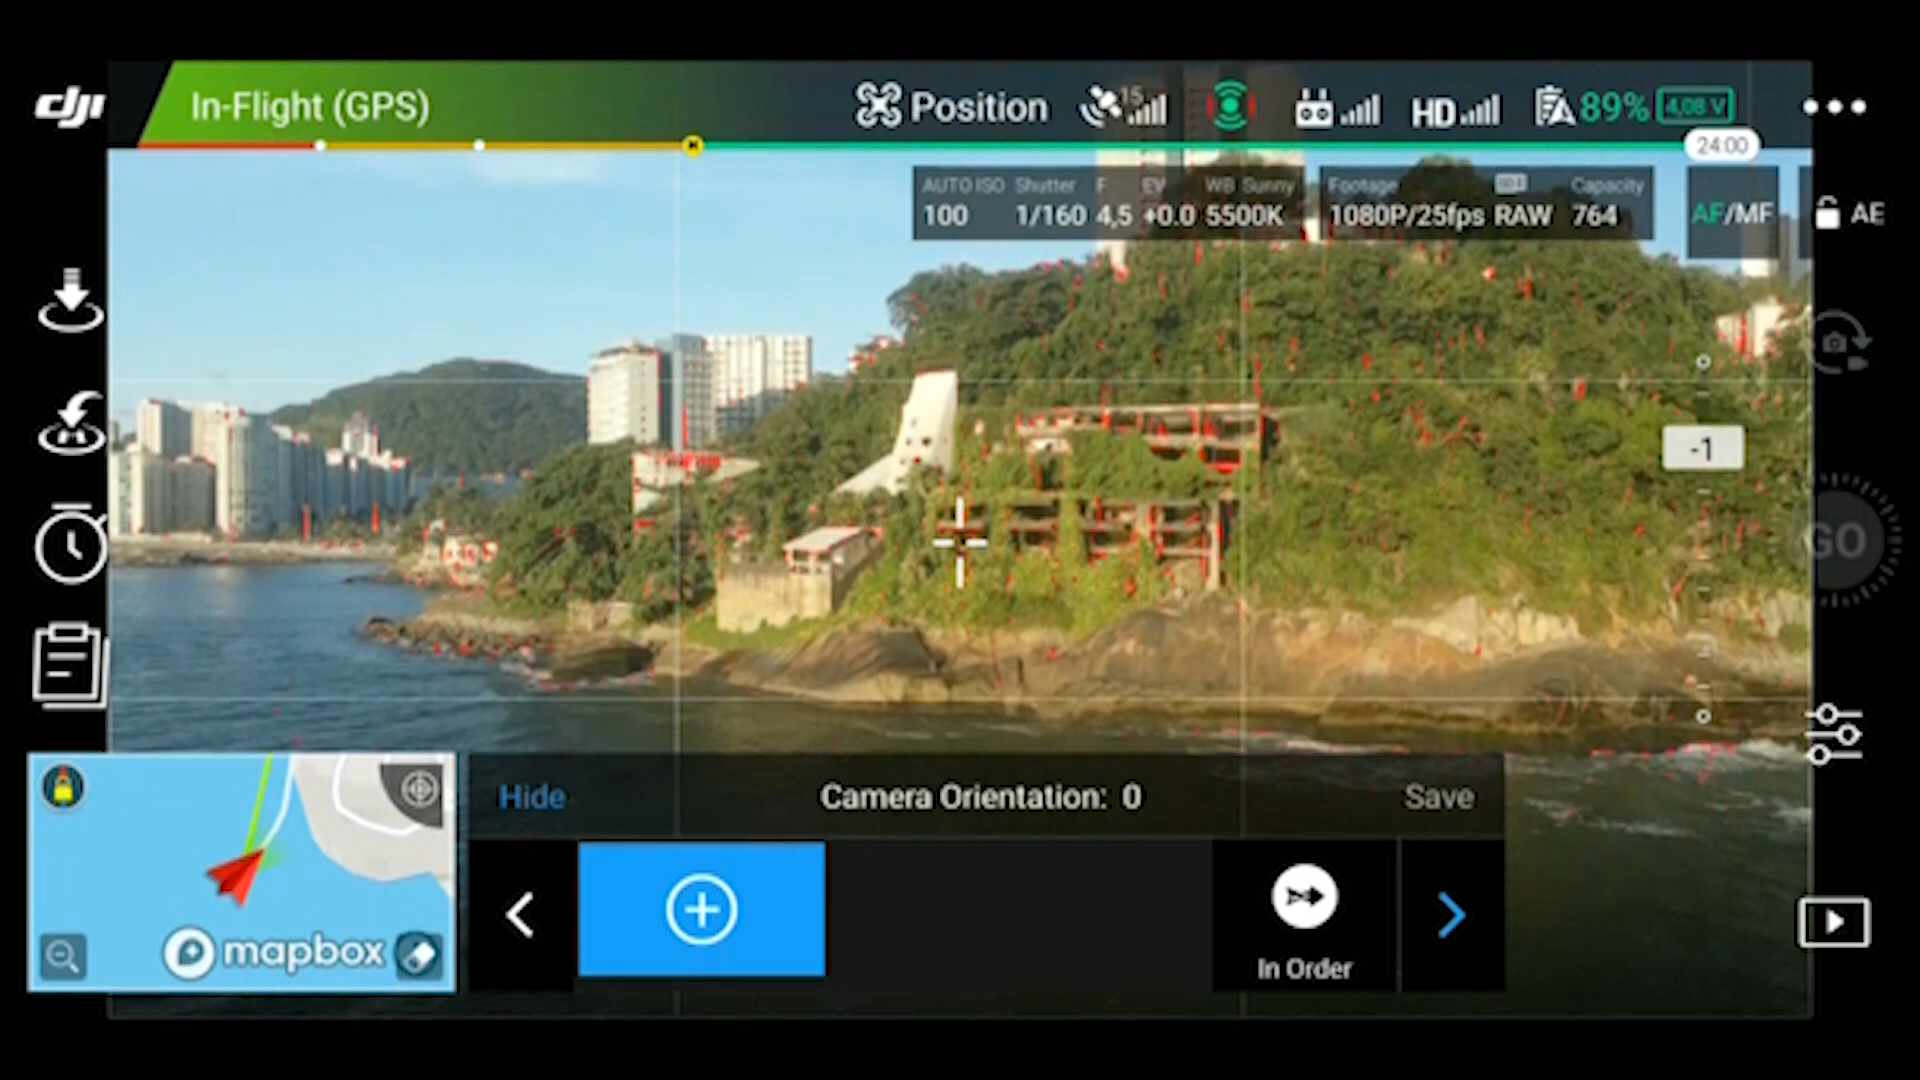 dji
In-Flight (GPS)
Position
15
HD
89%
4,08 V
24:00
AUTO ISO Shutter F EV WB Sunny
100 1/160 4,5 +0.0 5500K
Footage Capacity
1080P/25fps RAW 764
AF/MF
AE
-1
GO
Hide
Camera Orientation: 0
Save
mapbox
In Order